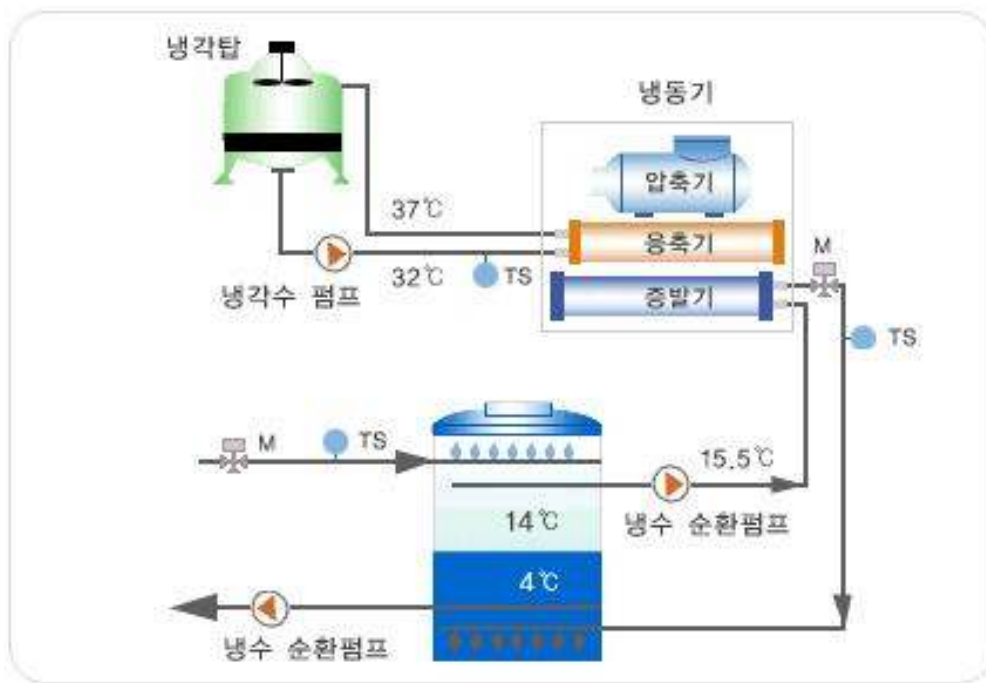 냉각탑
냉동기
압축기
37℃
응축기
M
32℃
TS
냉각수 펌프
증발기
TS
M
TS
15.5℃
14℃
냉수 순환펌프
4℃
냉수 순환펌프